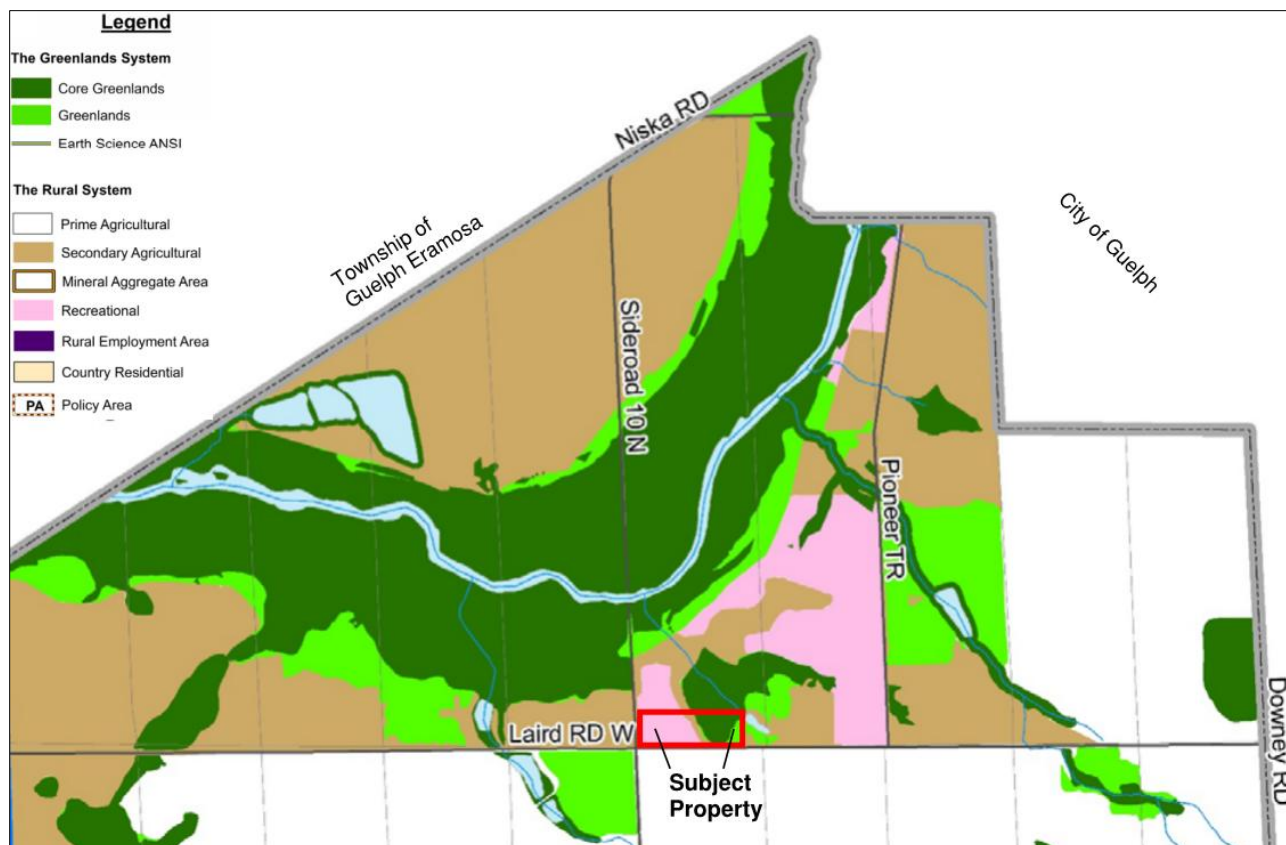 Legend
The Greenlands System
Core Greenlands
Greenlands
Earth Science ANSI
The Rural System
Prime Agricultural
Secondary Agricultural
Mineral Aggregate Area
Recreational
Rural Employment Area
Country Residential
PA Policy Area
Niska RD
Township of
Guelph Eramosa
City of Guelph
Sideroad 10 N
Pioneer TR
Laird RD W
Subject
Property
Downey RD